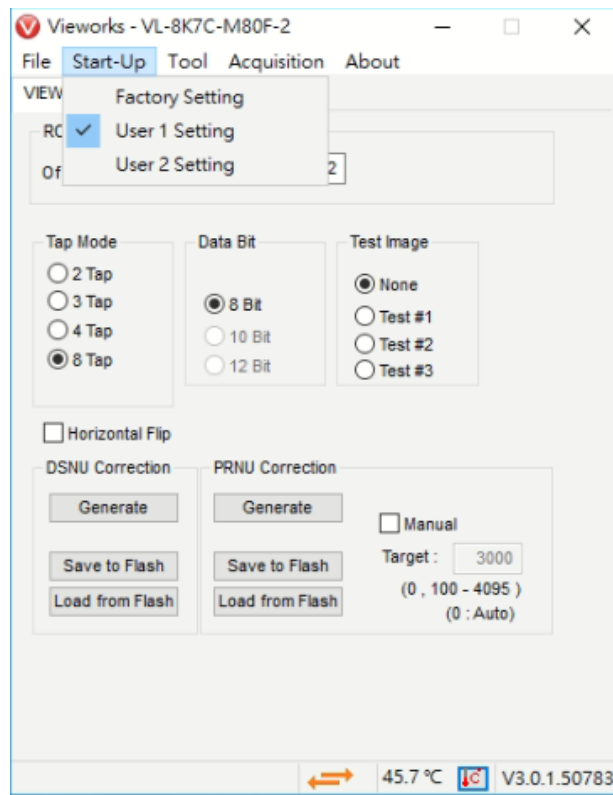 Vieworks - VL-8K7C-M80F-2
File Start-Up Tool Acquisition About
VIEW
Factory Setting
RO
User 1 Setting
Of
User 2 Setting
2
Tap Mode Data Bit Test Image
2 Tap
3 Tap
4 Tap
8 Tap
8 Bit
10 Bit
12 Bit
None
Test #1
Test #2
Test #3
Horizontal Flip
DSNU Correction
Generate
Save to Flash
Load from Flash
PRNU Correction
Generate
Save to Flash
Load from Flash
Manual
Target : 3000
(0 , 100 - 4095 )
(0 : Auto)
45.7 ℃ V3.0.1.50783